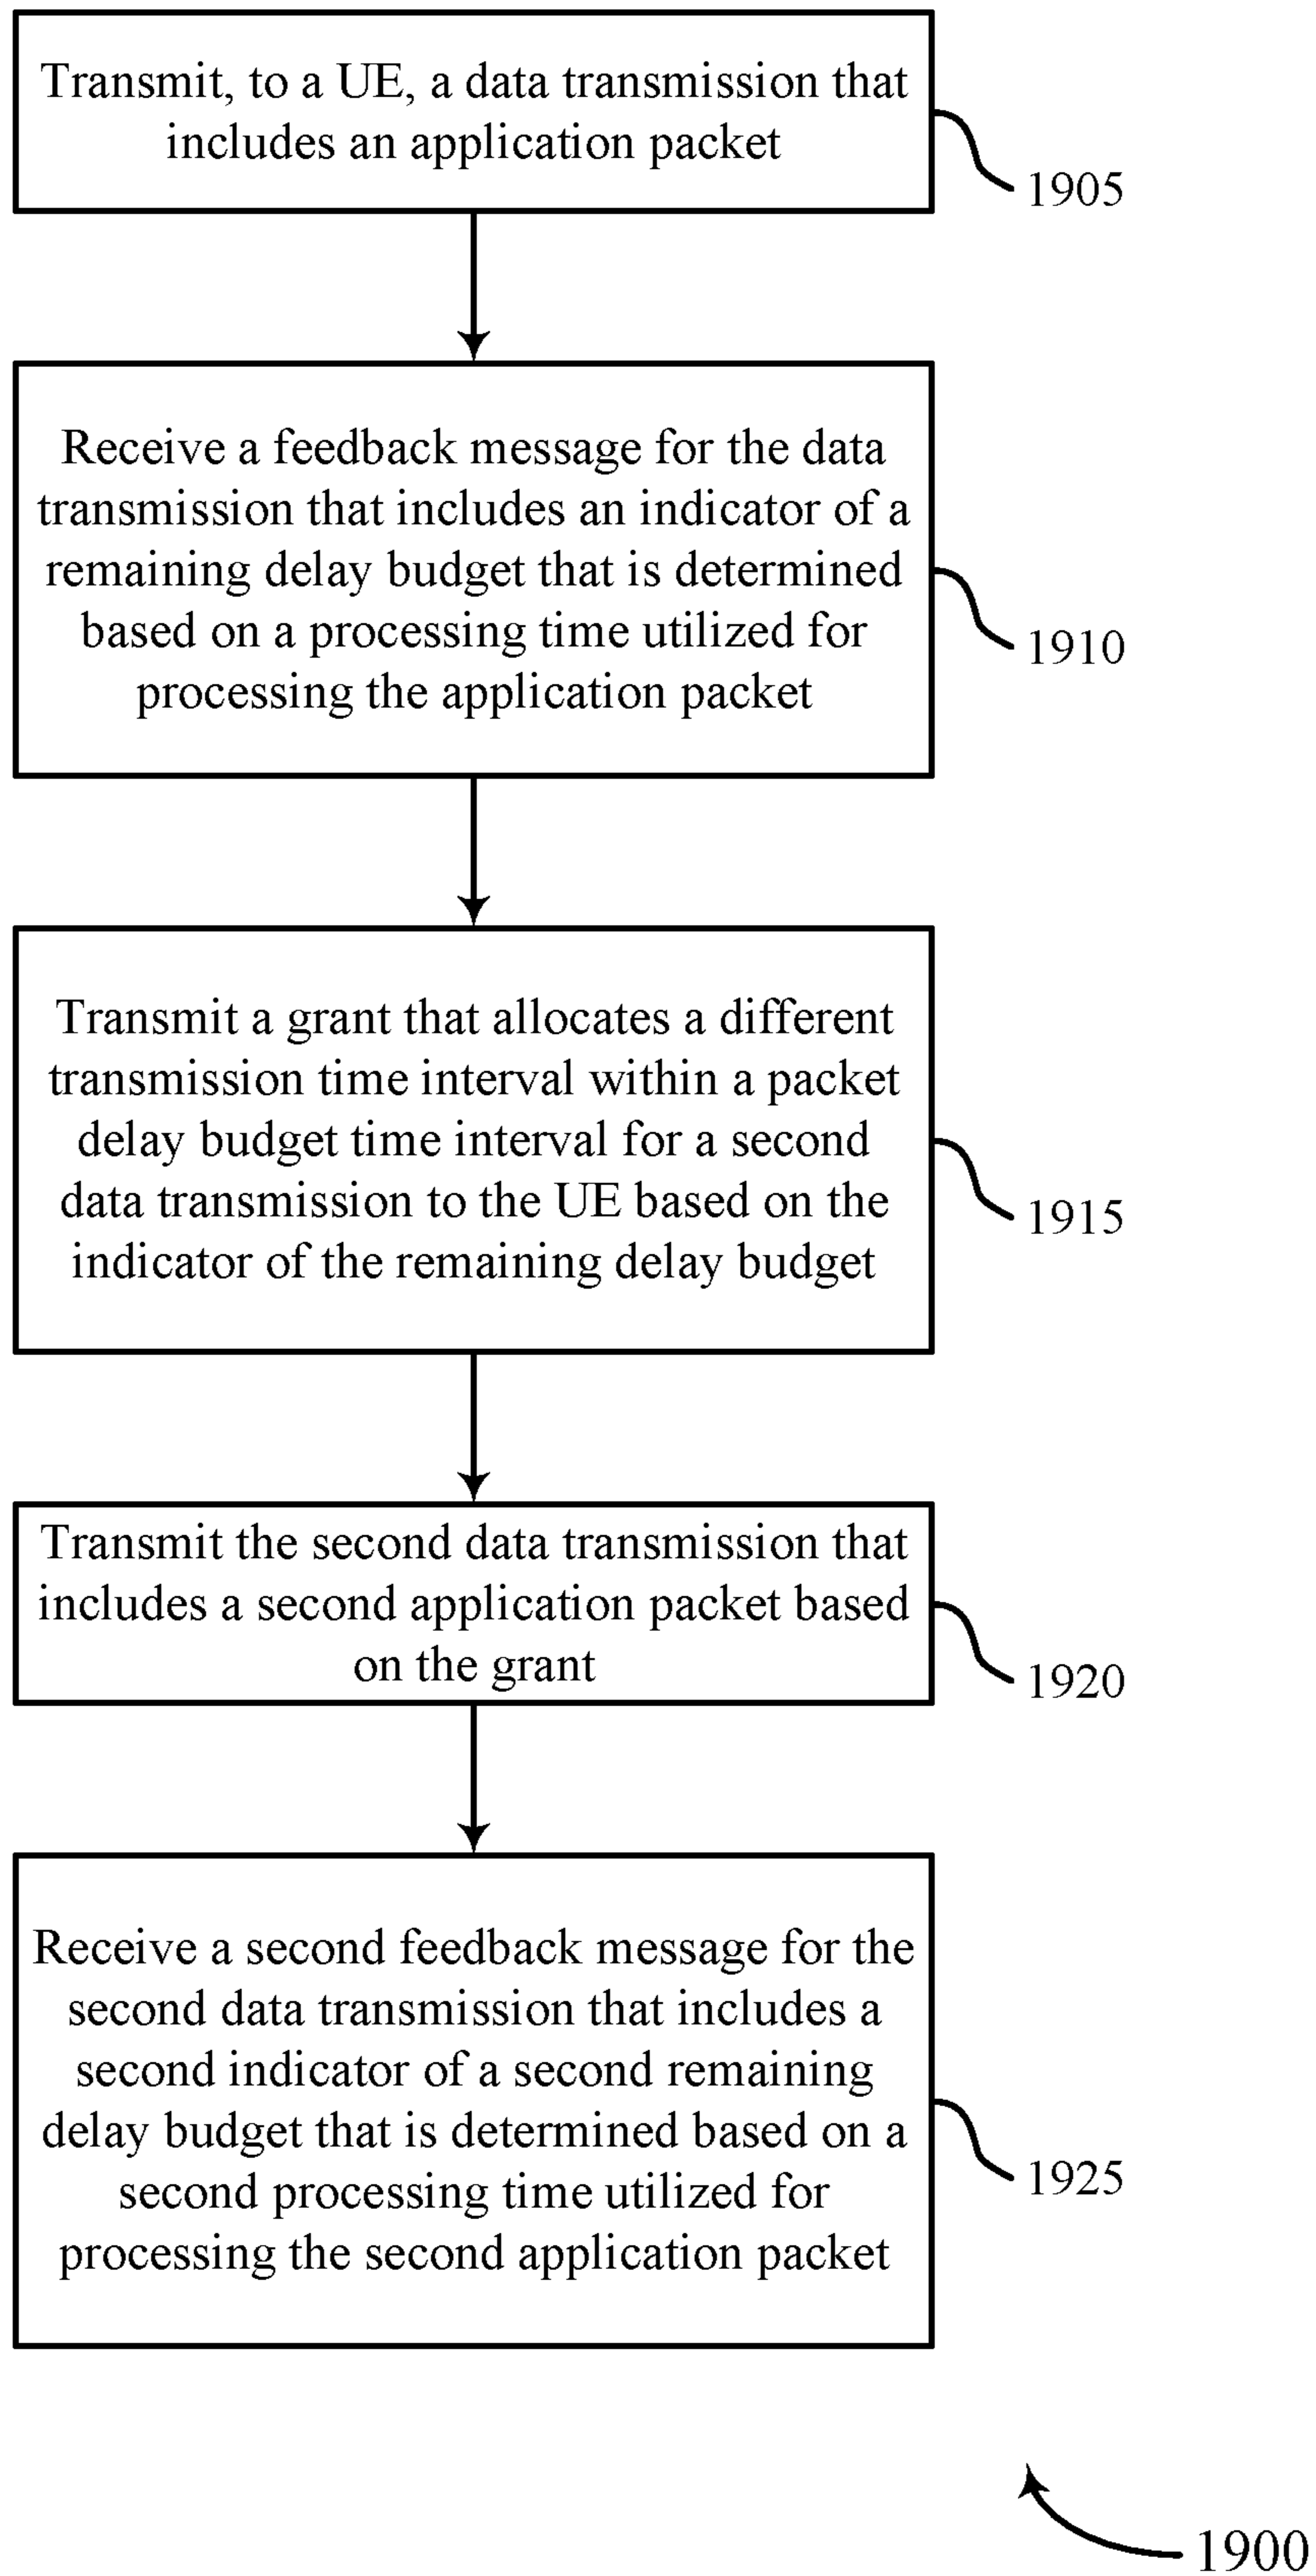 Transmit, to a UE, a data transmission that
includes an application packet
1905
Receive a feedback message for the data
transmission that includes an indicator of a
remaining delay budget that is determined
based on a processing time utilized for
processing the application packet
1910
Transmit a grant that allocates a different
transmission time interval within a packet
delay budget time interval for a second
data transmission to the UE based on the
indicator of the remaining delay budget
1915
Transmit the second data transmission that
includes a second application packet based
on the grant
1920
Receive a second feedback message for the
second data transmission that includes a
second indicator of a second remaining
delay budget that is determined based on a
second processing time utilized for
processing the second application packet
1925
1900